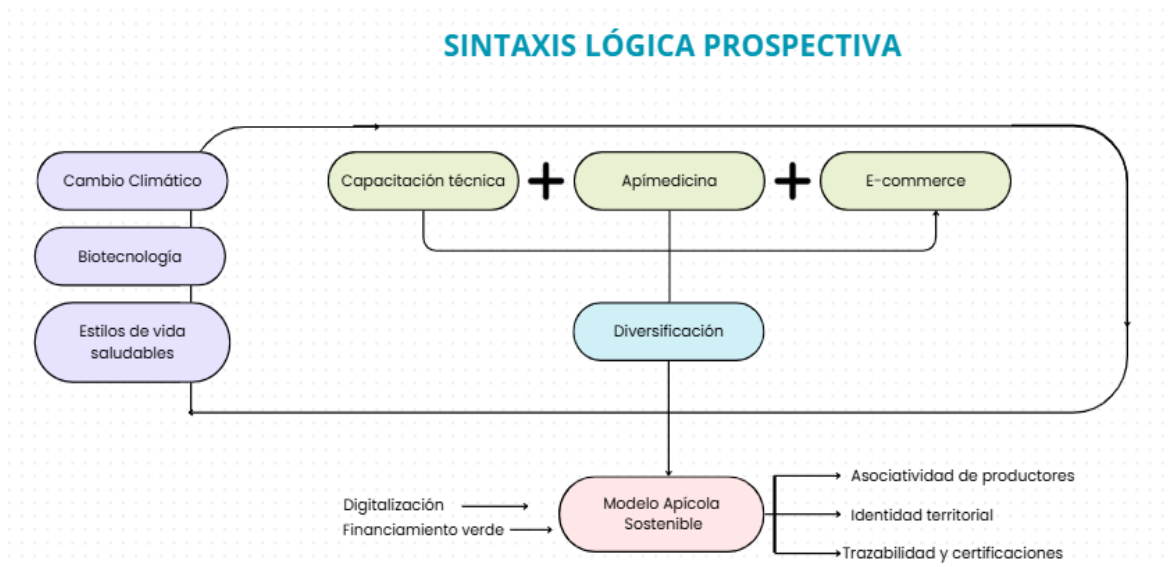 SINTAXIS LÓGICA PROSPECTIVA
Cambio Climático
Capacitación técnica
Apimedicina
E-commerce
Biotecnología
Estilos de vida
saludables
Diversificación
Digitalización
Financiamiento verde
Modelo Apícola
Sostenible
Asociatividad de productores
Identidad territorial
Trazabilidad y certificaciones